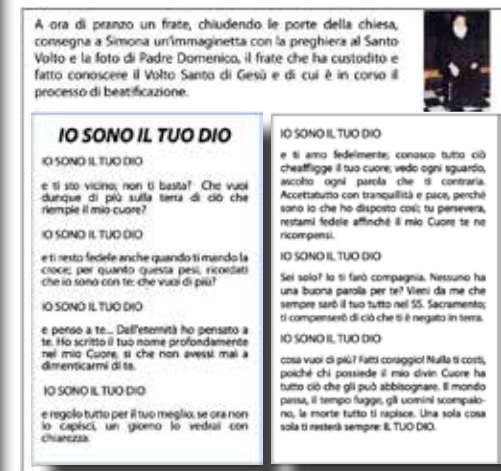 A ora di pranzo un frate, chiudendo le porte della chiesa,
consegna a Simona un'immaginetta con la preghiera al Santo
Volto e la foto di Padre Domenico, il frate che ha custodito e
fatto conoscere il Volto Santo di Gesù e di cui è in corso il
processo di beatificazione.
IO SONO IL TUO DIO
IO SONO IL TUO DIO
e ti sto vicino; non ti basta? Che vuoi
dunque di più sulla terra di ciò che
riempie il mio cuore?
IO SONO IL TUO DIO
e ti resto fedele anche quando ti mando la
croce; per quanto questa pesi, ricordati
che io sono con te: che vuoi di più?
IO SONO IL TUO DIO
e penso a te... Dall'eternità ho pensato a
te. Ho scritto il tuo nome profondamente
nel mio Cuore, sì che non avessi mai a
dimenticarmi di te.
IO SONO IL TUO DIO
e regolo tutto per il tuo meglio; se ora non
lo capisci, un giorno lo vedrai con
chiarezza.
IO SONO IL TUO DIO
e ti amo fedelmente; conosco tutto ciò
cheaffligge il tuo cuore; vedo ogni sguardo,
ascolto ogni parola che ti contraria.
Accettatutto con tranquillità e pace, perché
sono io che ho disposto così; tu persevera,
restami fedele affinché il mio Cuore te ne
ricompensi.
IO SONO IL TUO DIO
Sei solo? Io ti farò compagnia. Nessuno ha
una buona parola per te? Vieni da me che
sempre sarò il tuo tutto nel SS. Sacramento;
ti compenserò di ciò che ti è negato in terra.
IO SONO IL TUO DIO
cosa vuoi di più? Fatti coraggio! Nulla ti costi,
poiché chi possiede il mio divin Cuore ha
tutto ciò che gli può abbisognare. Il mondo
passa, il tempo fugge, gli uomini scompaio-
no, la morte tutto ti rapisce. Una sola cosa
sola ti resterà sempre: IL TUO DIO.